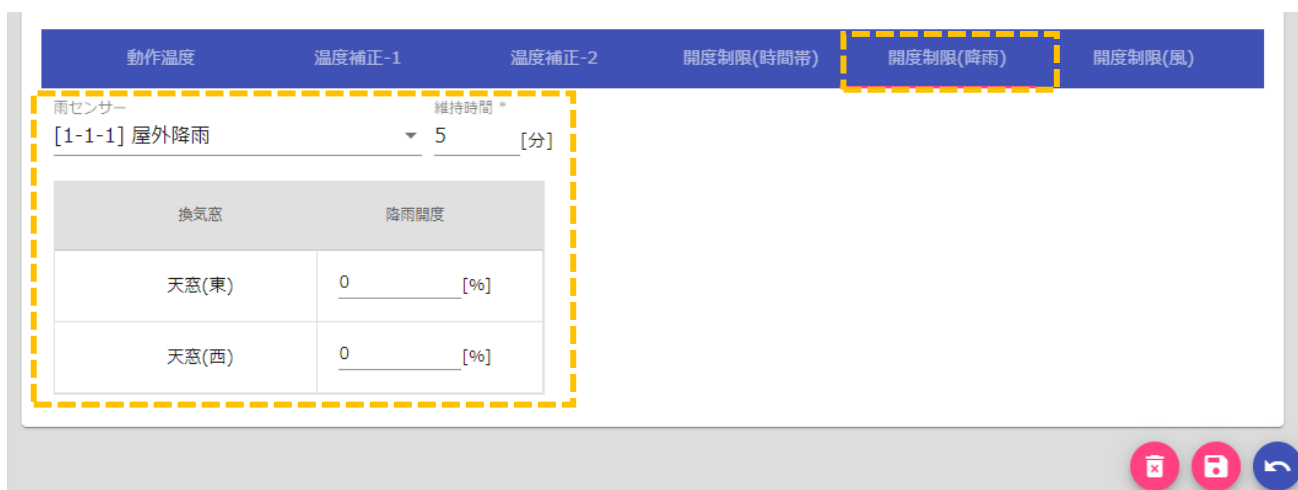 動作温度 温度補正-1 温度補正-2 開度制限(時間帯) 開度制限(降雨) 開度制限(風)
雨センサー 維持時間 *
[1-1-1] 屋外降雨 5 [分]
換気窓 降雨開度
天窓(東) 0 [%]
天窓(西) 0 [%]